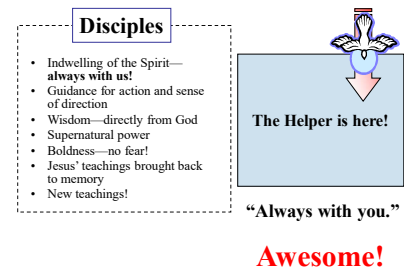 Disciples
• Indwelling of the Spirit—
always with us!
• Guidance for action and sense
of direction
• Wisdom—directly from God
• Supernatural power
• Boldness—no fear!
• Jesus’ teachings brought back
to memory
• New teachings!
The Helper is here!
“Always with you.”
Awesome!